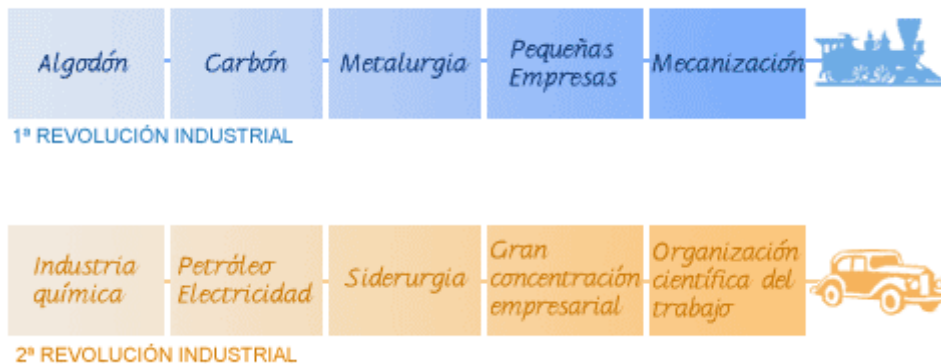 Algodón
Carbón
Metalurgia
Pequeñas
Empresas
Mecanización
1ª REVOLUCIÓN INDUSTRIAL
Industria
química
Petróleo
Electricidad
Siderurgia
Gran
concentración
empresarial
Organización
científica del
trabajo
2ª REVOLUCIÓN INDUSTRIAL